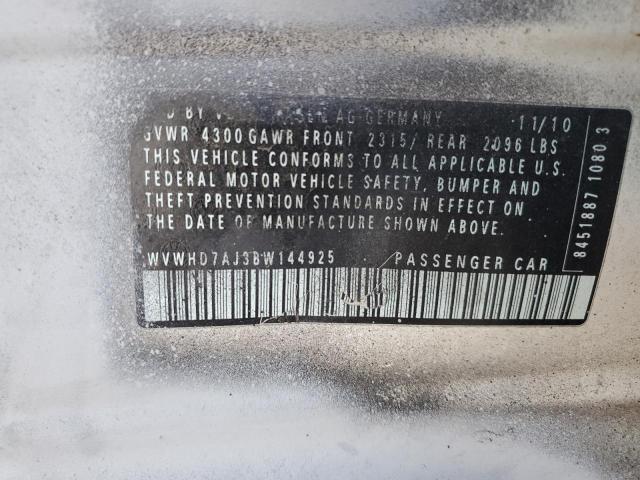 D BY V AG GERMANY 11/10
GVWR 4300 GAWR FRONT 2315/ REAR 2096 LBS
THIS VEHICLE CONFORMS TO ALL APPLICABLE U.S.
FEDERAL MOTOR VEHICLE SAFETY, BUMPER AND
THEFT PREVENTION STANDARDS IN EFFECT ON
THE DATE OF MANUFACTURE SHOWN ABOVE.
WVWHD7AJ3BW144925 PASSENGER CAR
8451887 1080 3